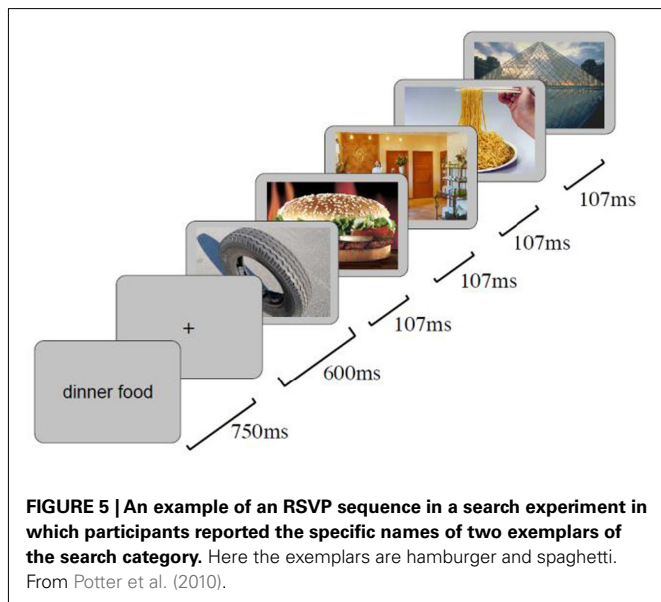 dinner food
+
750ms
600ms
107ms
107ms
107ms
107ms
FIGURE 5 | An example of an RSVP sequence in a search experiment in
which participants reported the specific names of two exemplars of
the search category. Here the exemplars are hamburger and spaghetti.
From Potter et al. (2010).